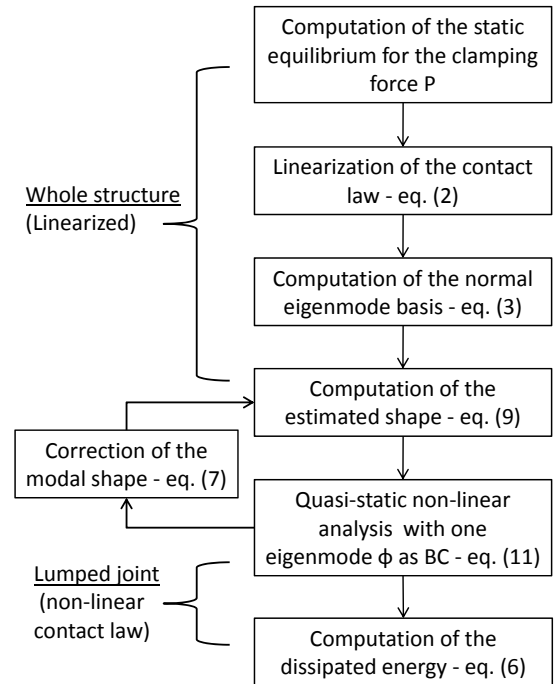 Computation of the static
equilibrium for the clamping
force P
Linearization of the contact
law - eq. (2)
Whole structure
(Linearized)
Computation of the normal
eigenmode basis - eq. (3)
Computation of the
estimated shape - eq. (9)
Correction of the
modal shape - eq. (7)
Quasi-static non-linear
analysis with one
eigenmode ϕ as BC - eq. (11)
Lumped joint
(non-linear
contact law)
Computation of the
dissipated energy - eq. (6)